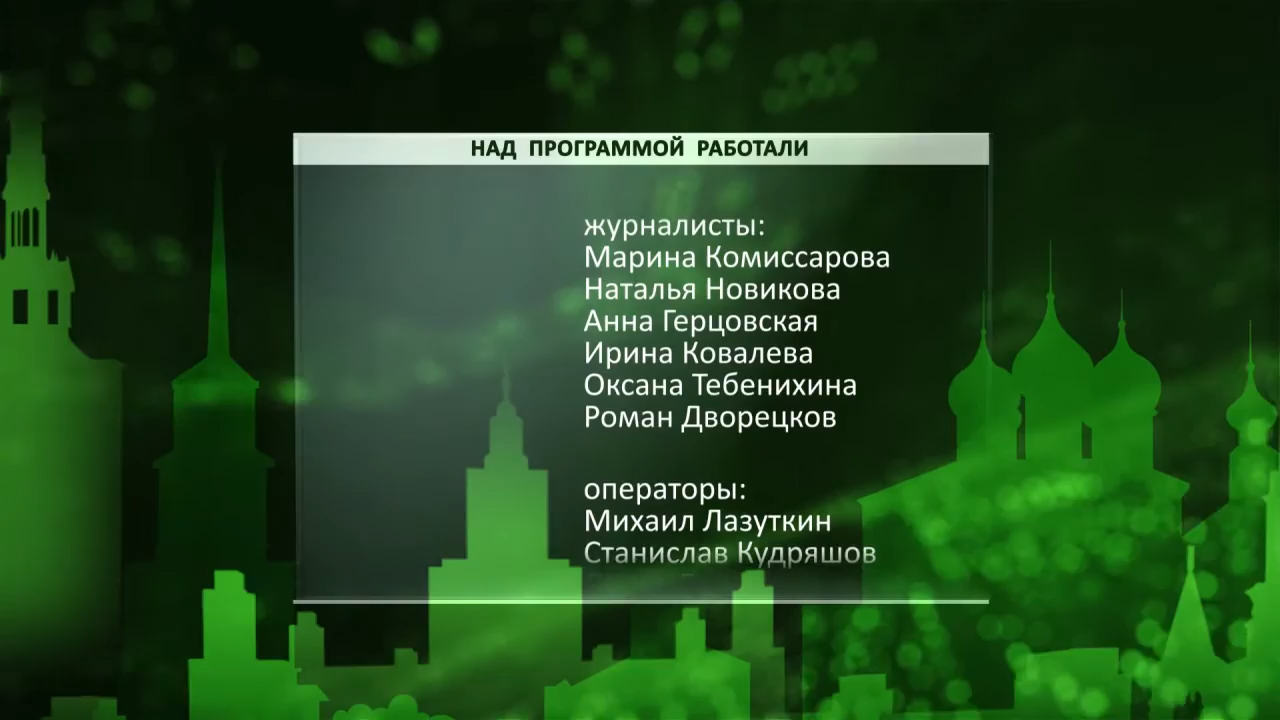 НАД ПРОГРАММОЙ РАБОТАЛИ
журналисты:
Марина Комиссарова
Наталья Новикова
Анна Герцовская
Ирина Ковалева
Оксана Тебенихина
Роман Дворецков
операторы:
Михаил Лазуткин
Станислав Кудряшов